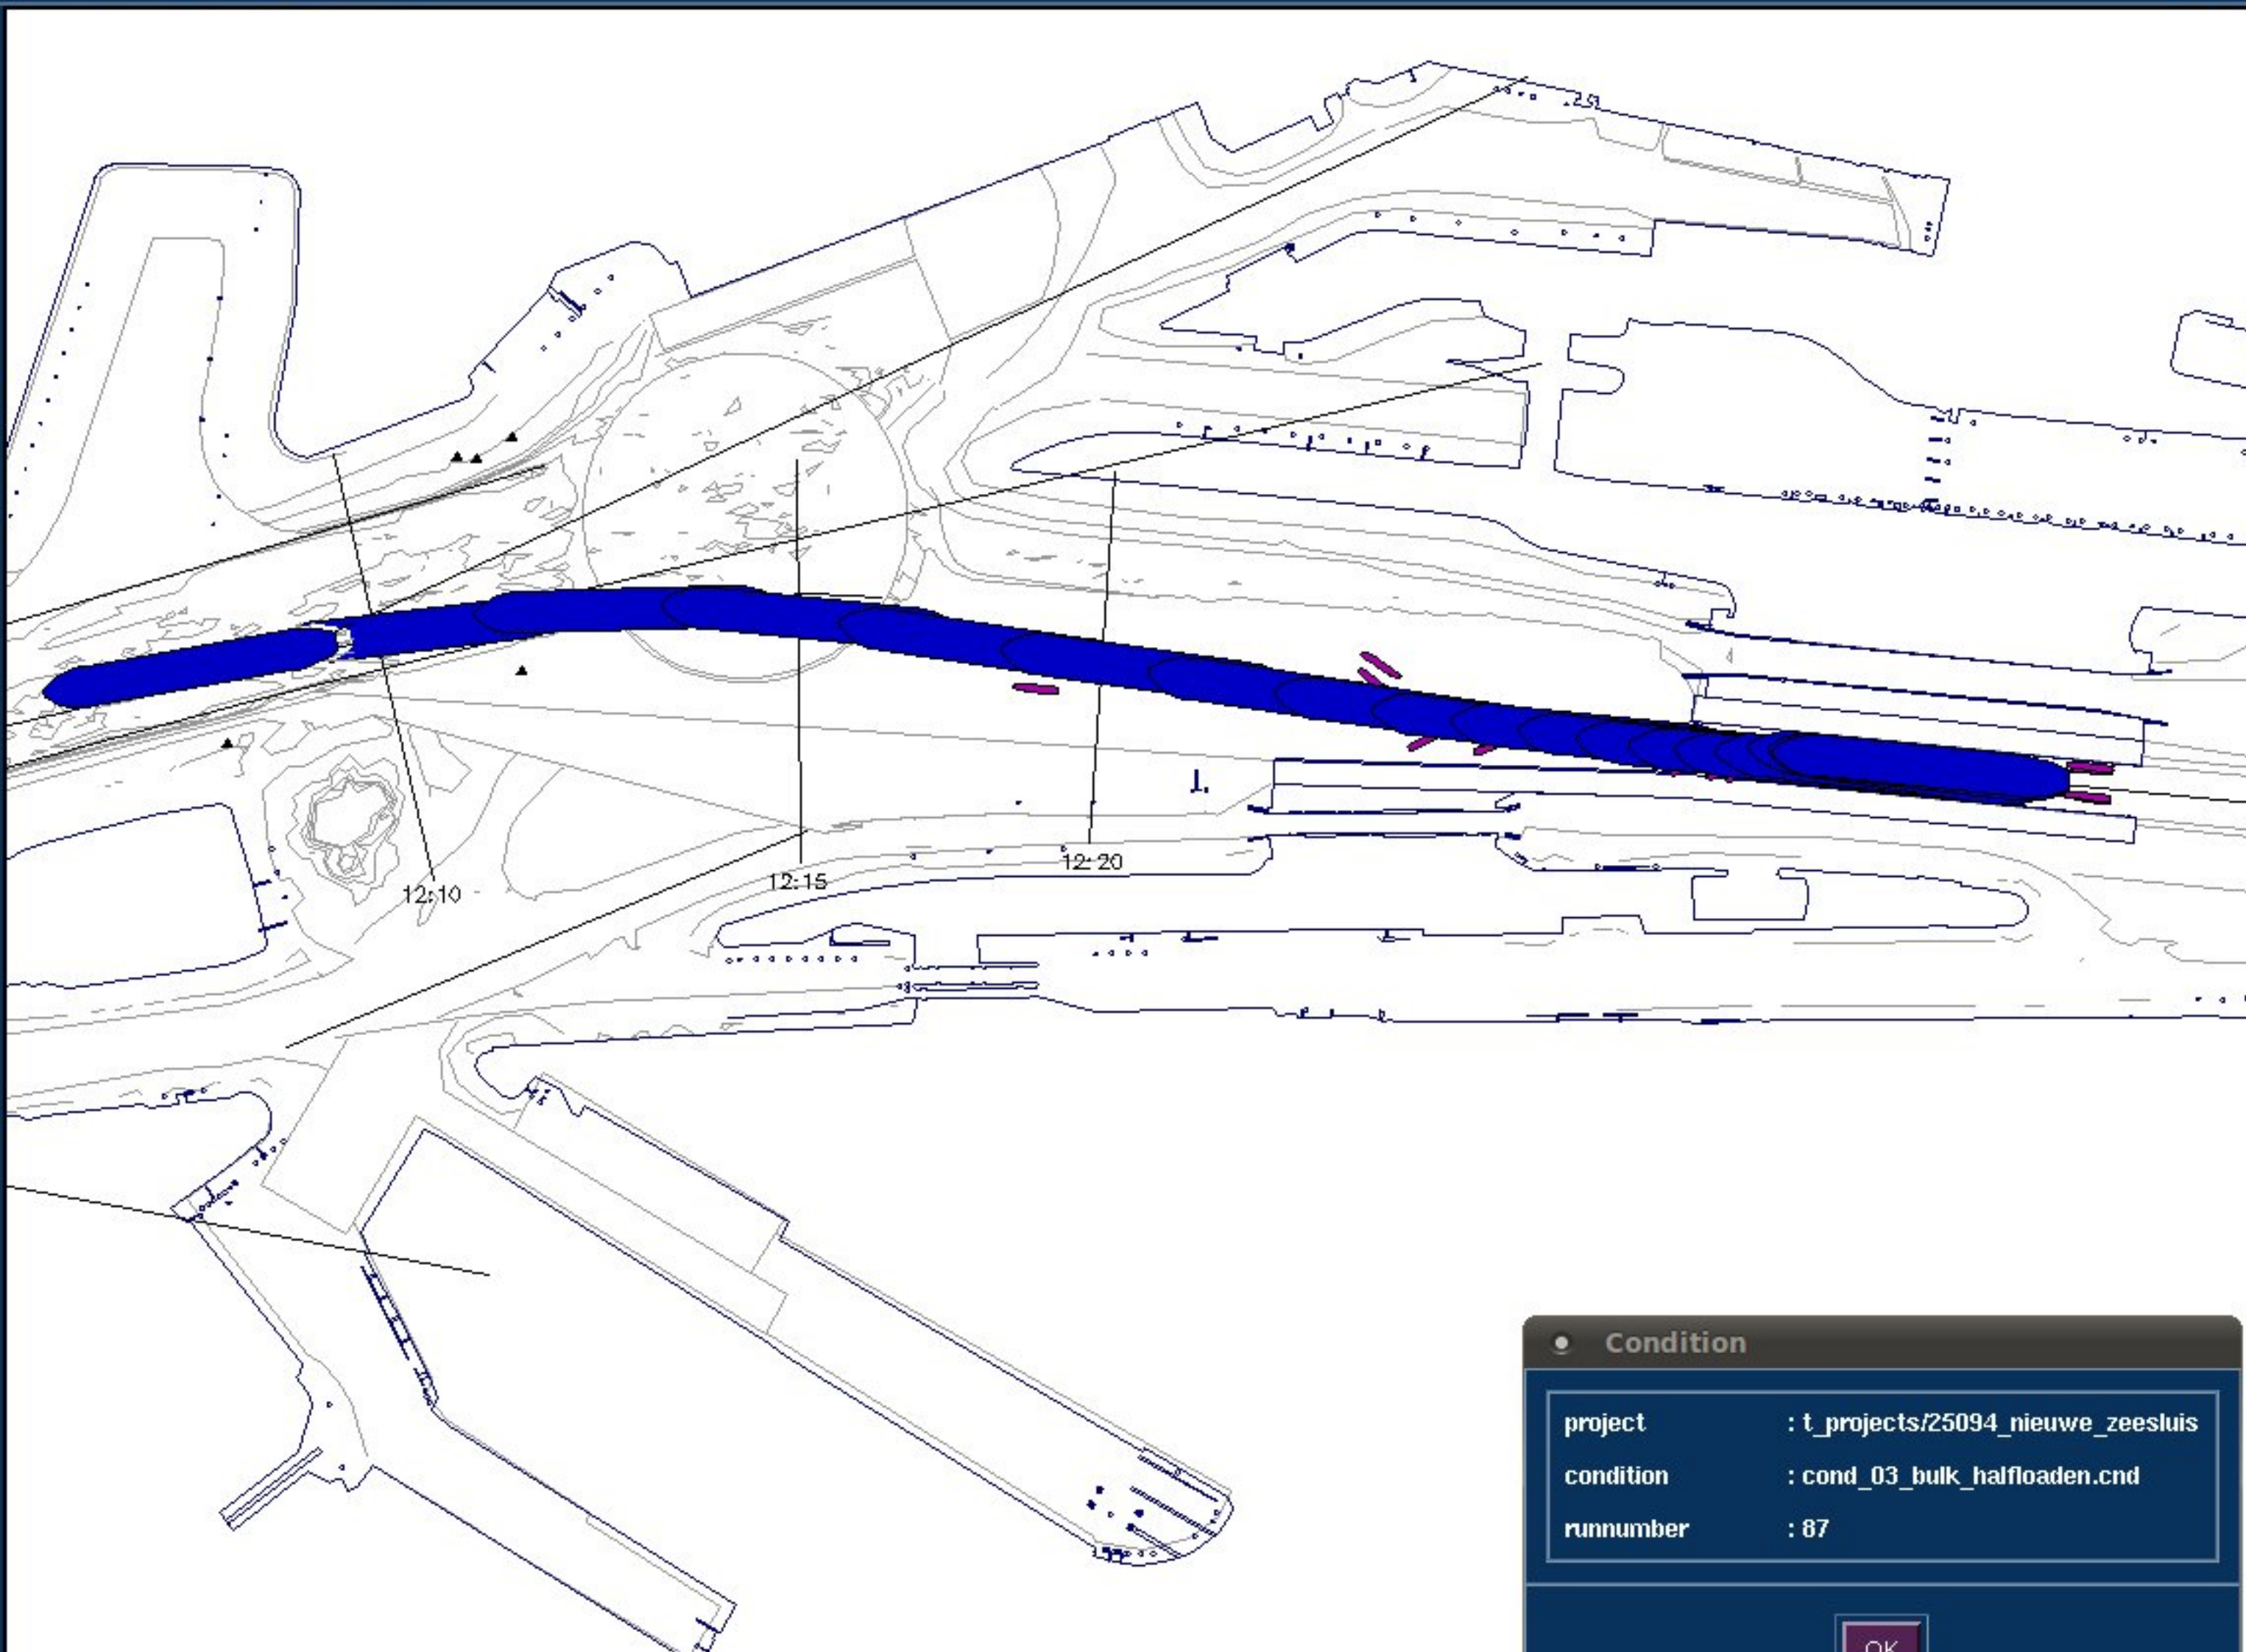 12:10
12:15
12:20
Condition
project : t_projects/25094_nieuwe_zeesluis
condition : cond_03_bulk_halfloaden.cnd
runnumber : 87
OK